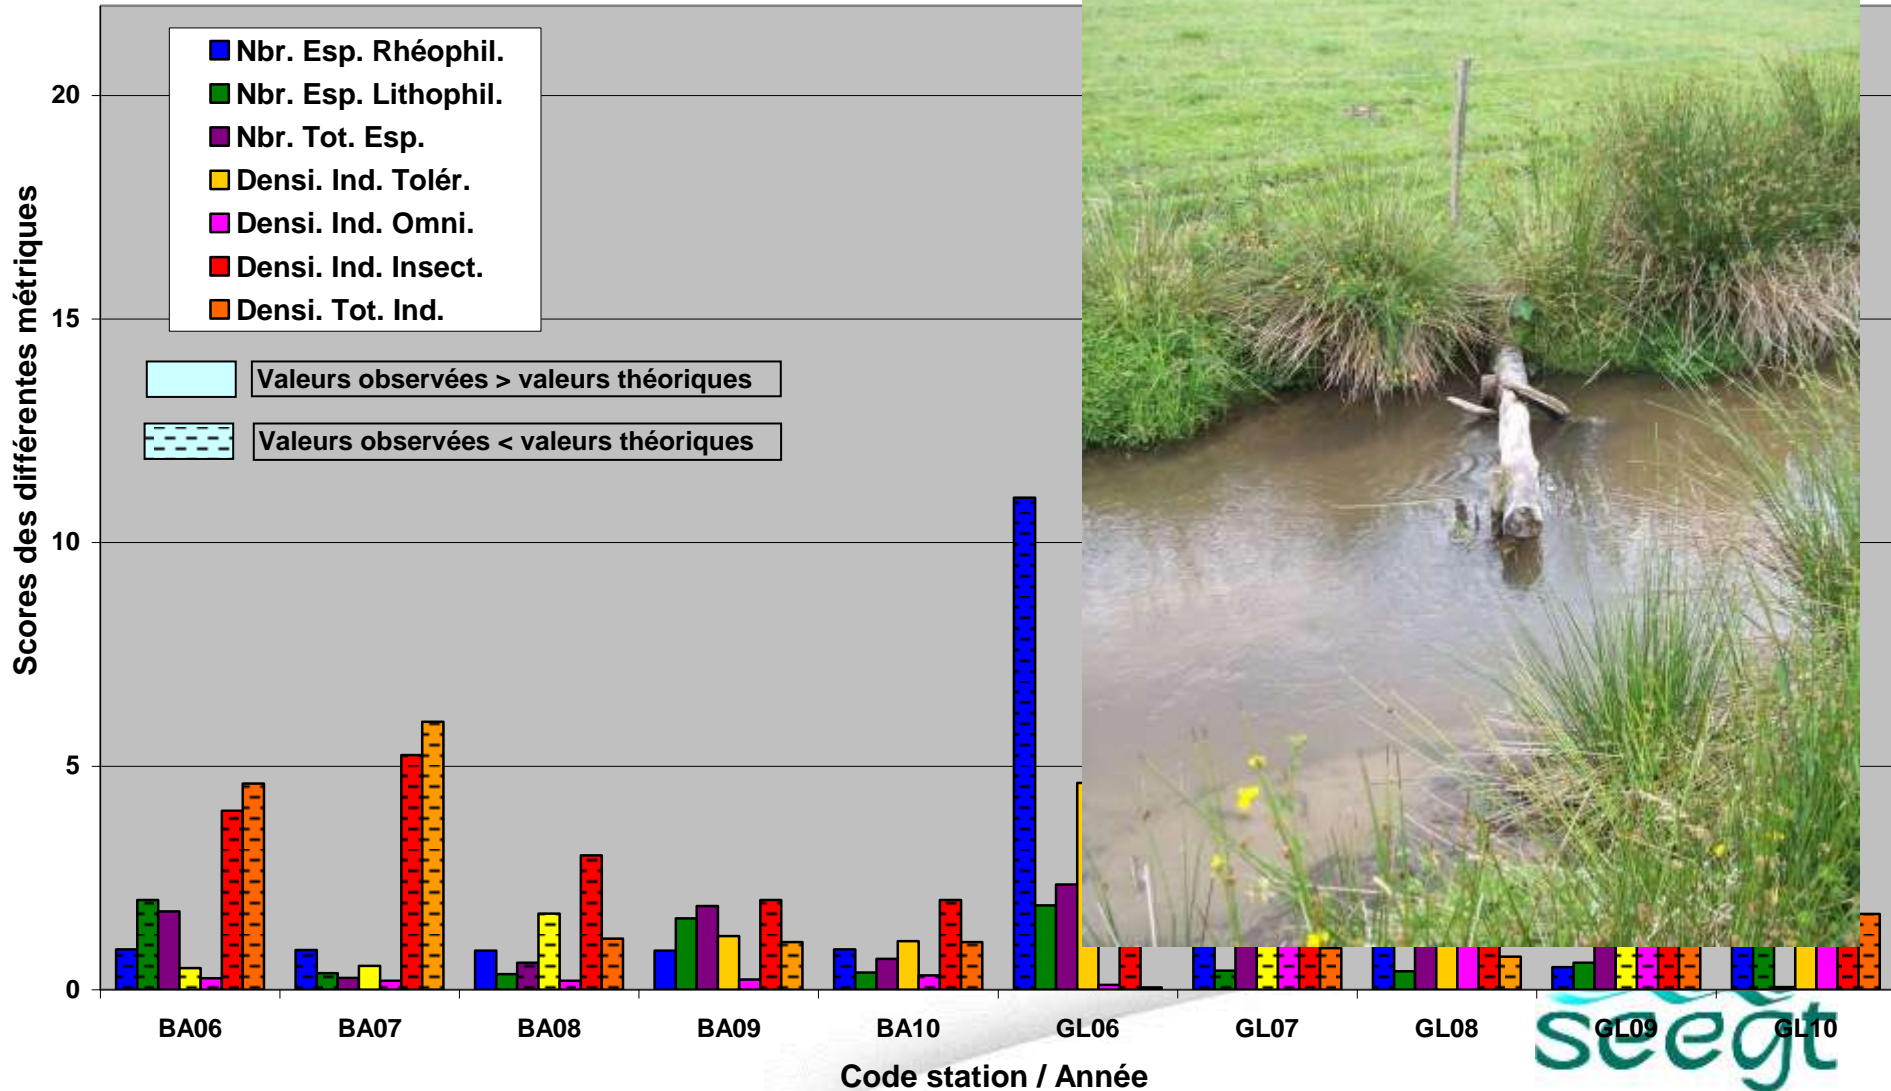 Nbr. Esp. Rhéophil.
Nbr. Esp. Lithophil.
Nbr. Tot. Esp.
Densi. Ind. Tolér.
Densi. Ind. Omni.
Densi. Ind. Insect.
Densi. Tot. Ind.
Valeurs observées > valeurs théoriques
Valeurs observées < valeurs théoriques
Scores des différentes métriques
20
15
10
5
0
BA06 BA07 BA08 BA09 BA10 GL06 GL07 GL08 GL09 GL10
Code station / Année
seegt